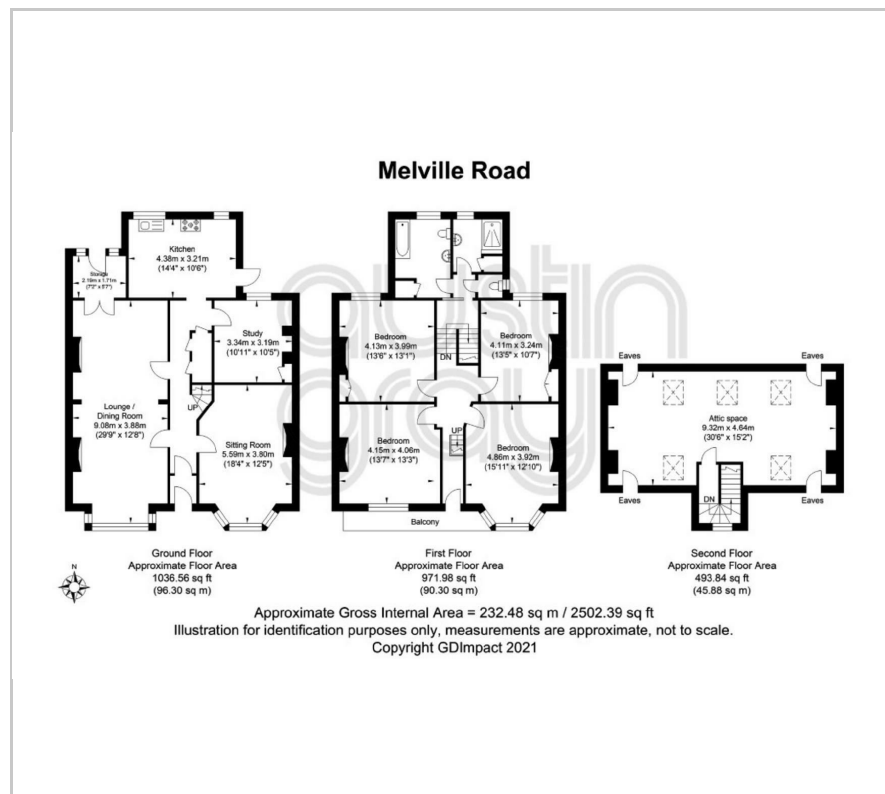 Melville Road
Kitchen
4.38m x 3.21m
(14'4" x 10'6")
Storage
2.19m x 1.71m
(7'2" x 5'7")
Study
3.34m x 3.19m
(10'11" x 10'5")
UP
Lounge /
Dining Room
9.08m x 3.88m
(29'9" x 12'8")
Sitting Room
5.59m x 3.80m
(18'4" x 12'5")
Bedroom
4.13m x 3.99m
(13'6" x 13'1")
DN
Bedroom
4.11m x 3.24m
(13'5" x 10'7")
UP
Bedroom
4.15m x 4.06m
(13'7" x 13'3")
Bedroom
4.86m x 3.92m
(15'11" x 12'10")
Balcony
Eaves
Eaves
Attic space
9.32m x 4.64m
(30'6" x 15'2")
Eaves
DN
Eaves
austin
gray
N
Ground Floor
Approximate Floor Area
1036.56 sq ft
(96.30 sq m)
First Floor
Approximate Floor Area
971.98 sq ft
(90.30 sq m)
Second Floor
Approximate Floor Area
493.84 sq ft
(45.88 sq m)
Approximate Gross Internal Area = 232.48 sq m / 2502.39 sq ft
Illustration for identification purposes only, measurements are approximate, not to scale.
Copyright GDImpact 2021